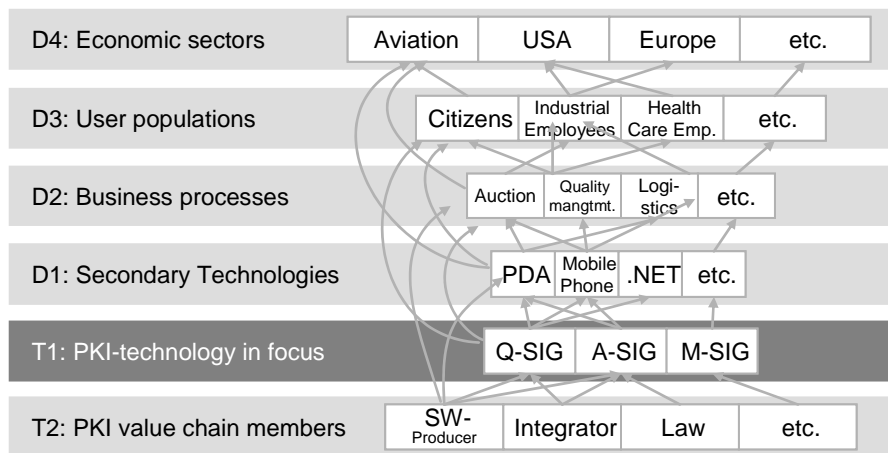 D4: Economic sectors
Aviation
USA
Europe
etc.
D3: User populations
Citizens
Industrial
Employees
Health
Care Emp.
etc.
D2: Business processes
Auction
Quality
mangtmt.
Logi-
stics
etc.
D1: Secondary Technologies
PDA
Mobile
Phone
.NET
etc.
T1: PKI-technology in focus
Q-SIG
A-SIG
M-SIG
T2: PKI value chain members
SW-
Producer
Integrator
Law
etc.